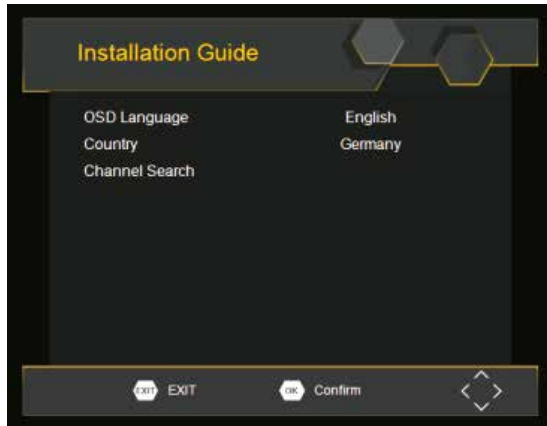 Installation Guide
OSD Language English
Country Germany
Channel Search
EXIT EXIT OK Confirm